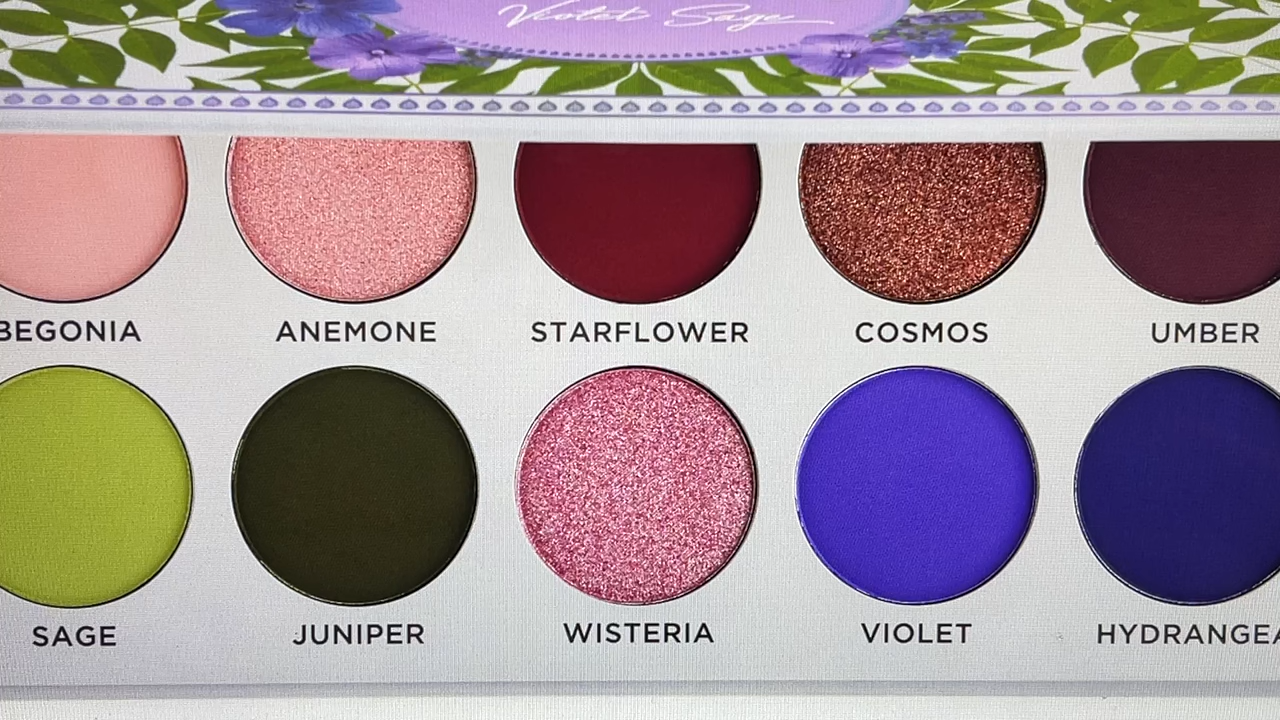 Violet Sage
BEGONIA ANEMONE STARFLOWER COSMOS UMBER
SAGE JUNIPER WISTERIA VIOLET HYDRANGEA